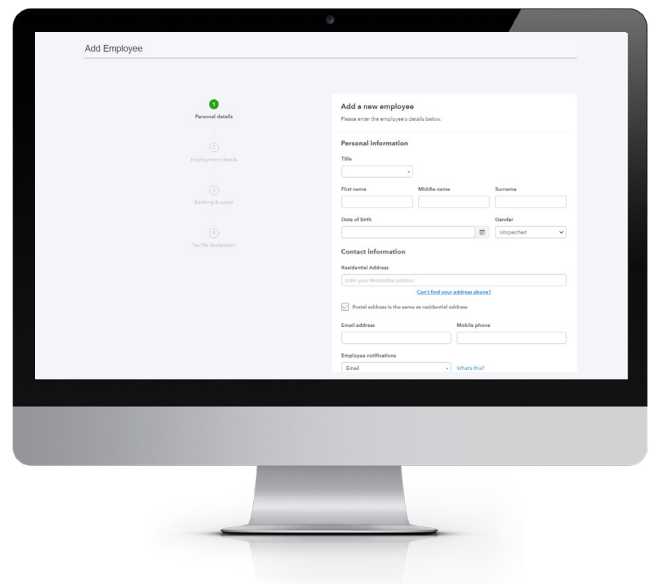 Add Employee
1
Personal details
2
Employment details
3
Banking & super
4
Tax file declaration
Add a new employee
Please enter the employee's details below.
Personal information
Title
First name Middle name Surname
Date of birth Gender
Unspecified
Contact information
Residential Address
Enter your Residential address
Can't find your address above?
Postal address is the same as residential address
Email address Mobile phone
Employee notifications
Email What's this?